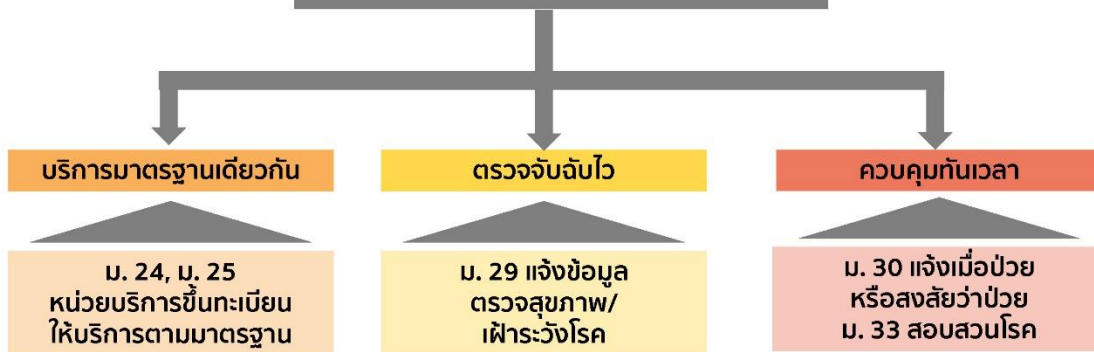 บริการมาตรฐานเดียวกัน
ม. 24, ม. 25
หน่วยบริการขึ้นทะเบียน
ให้บริการตามมาตรฐาน
ตรวจจับฉับไว
ม. 29 แจ้งข้อมูล
ตรวจสุขภาพ/
เฝ้าระวังโรค
ควบคุมทันเวลา
ม. 30 แจ้งเมื่อป่วย
หรือสงสัยว่าป่วย
ม. 33 สอบสวนโรค